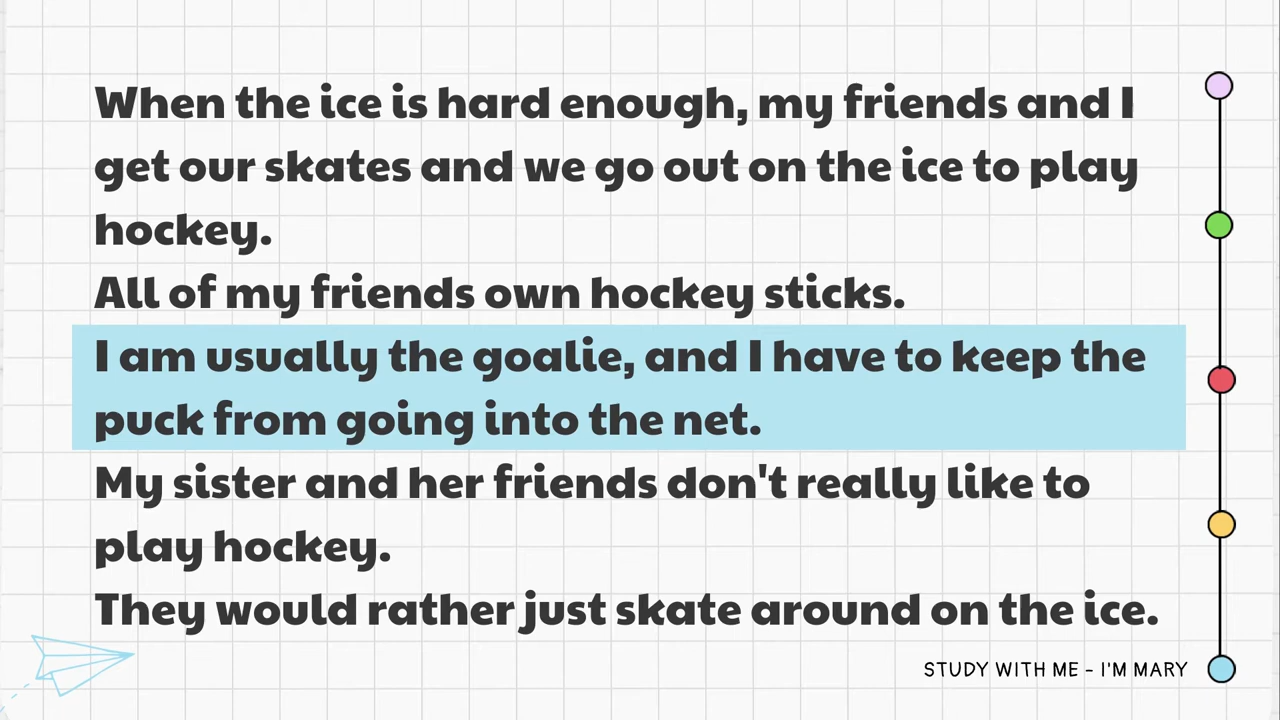 When the ice is hard enough, my friends and I
get our skates and we go out on the ice to play
hockey.
All of my friends own hockey sticks.
I am usually the goalie, and I have to keep the
puck from going into the net.
My sister and her friends don't really like to
play hockey.
They would rather just skate around on the ice.
STUDY WITH ME – I'M MARY